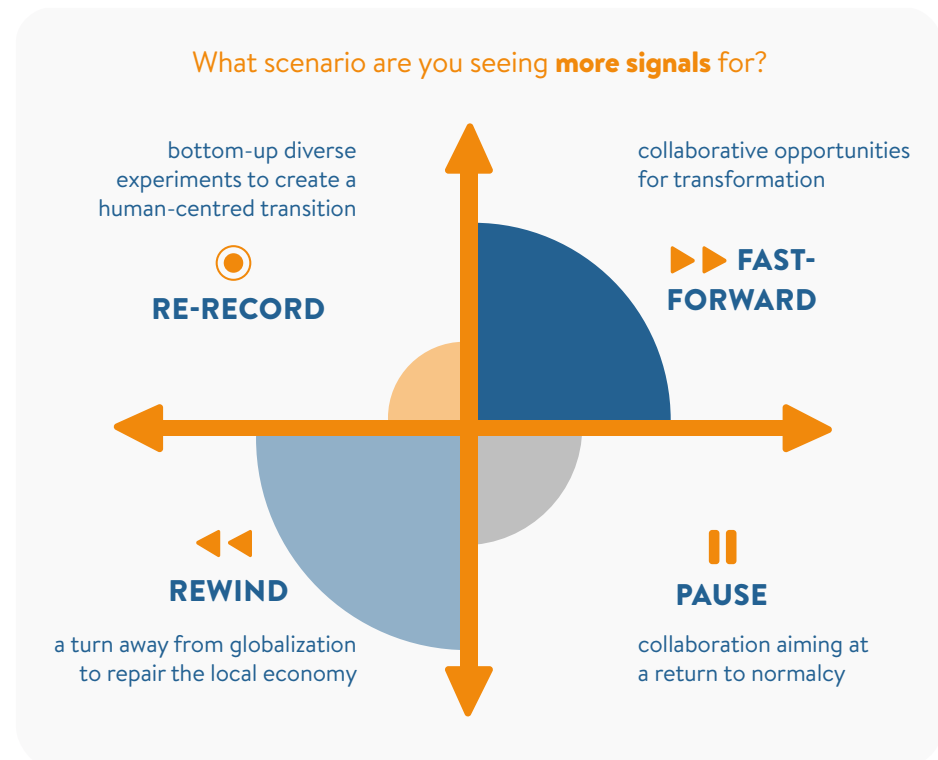 What scenario are you seeing more signals for?
bottom-up diverse
experiments to create a
human-centred transition
RE-RECORD
collaborative opportunities
for transformation
FAST-
FORWARD
REWIND
a turn away from globalization
to repair the local economy
PAUSE
collaboration aiming at
a return to normalcy